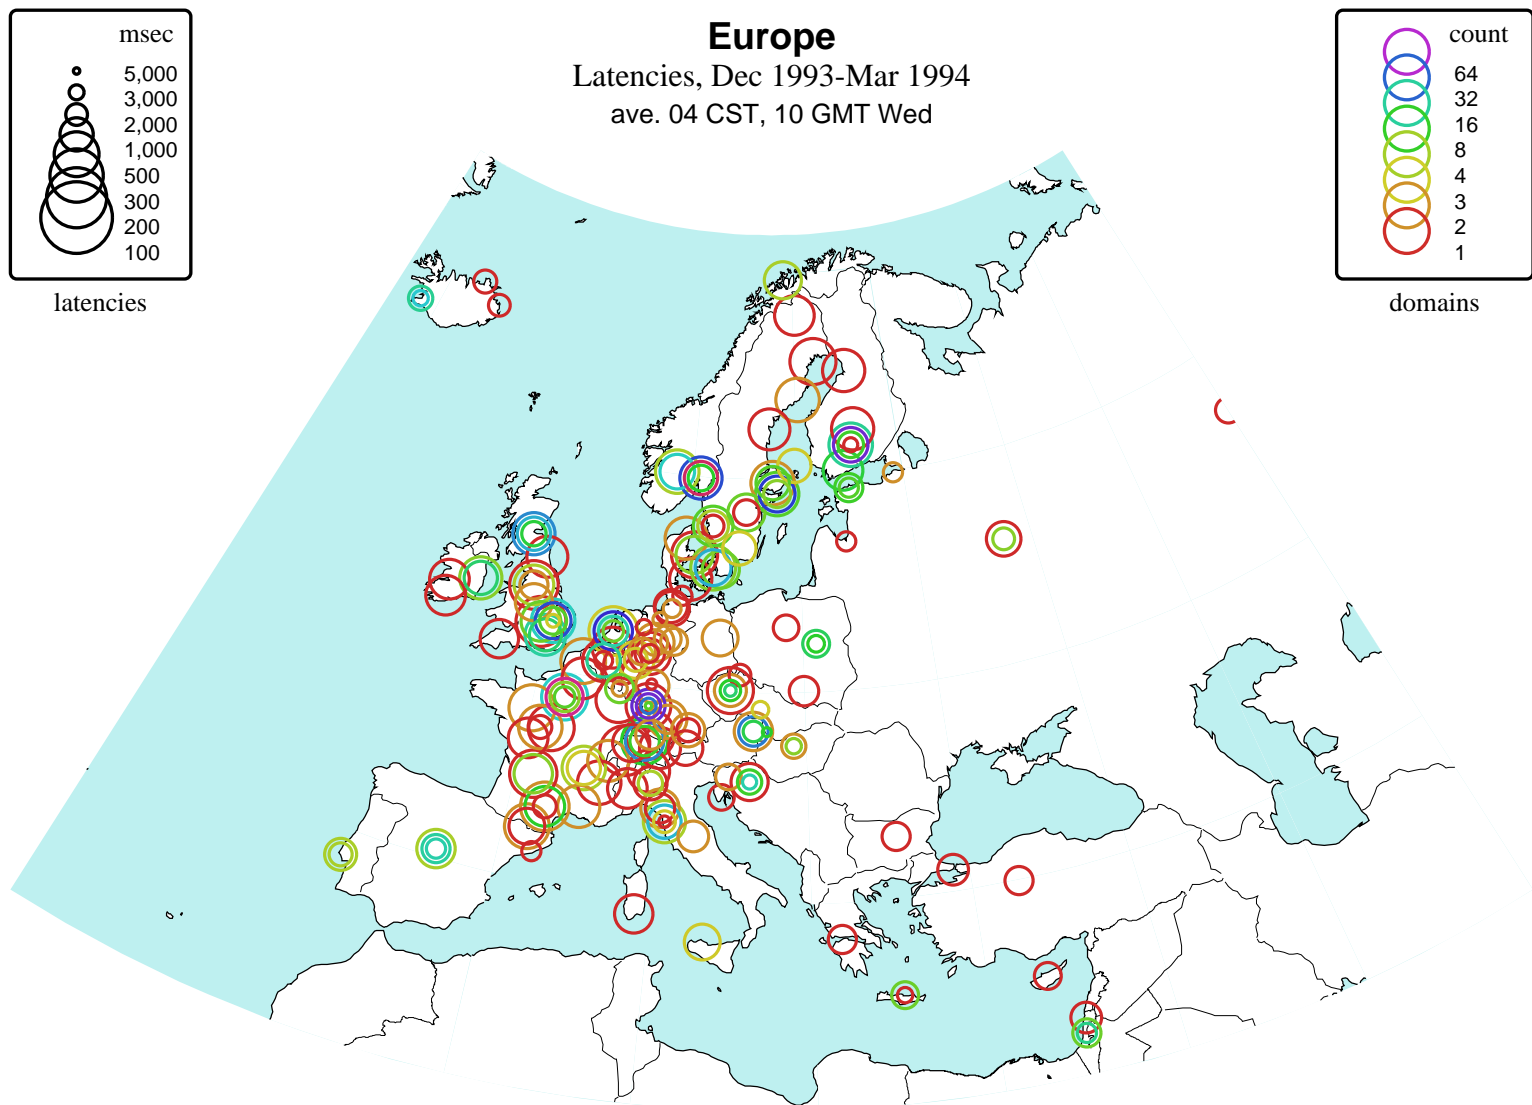 Europe
Latencies, Dec 1993-Mar 1994
ave. 04 CST, 10 GMT Wed
msec
5,000
3,000
2,000
1,000
500
300
200
100
latencies
count
64
32
16
8
4
3
2
1
domains